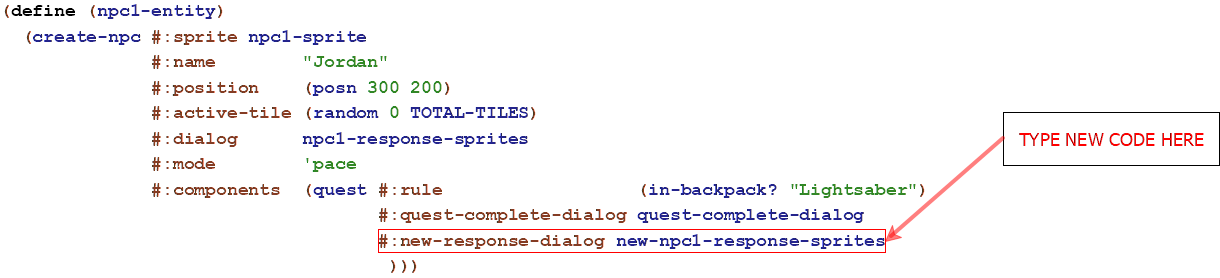 (define (npc1-entity)
(create-npc #:sprite npc1-sprite
#:name "Jordan"
#:position (posn 300 200)
#:active-tile (random 0 TOTAL-TILES)
#:dialog npc1-response-sprites
#:mode 'pace
#:components (quest #:rule (in-backpack? "Lightsaber")
#:quest-complete-dialog quest-complete-dialog
#:new-response-dialog new-npc1-response-sprites
)))
TYPE NEW CODE HERE